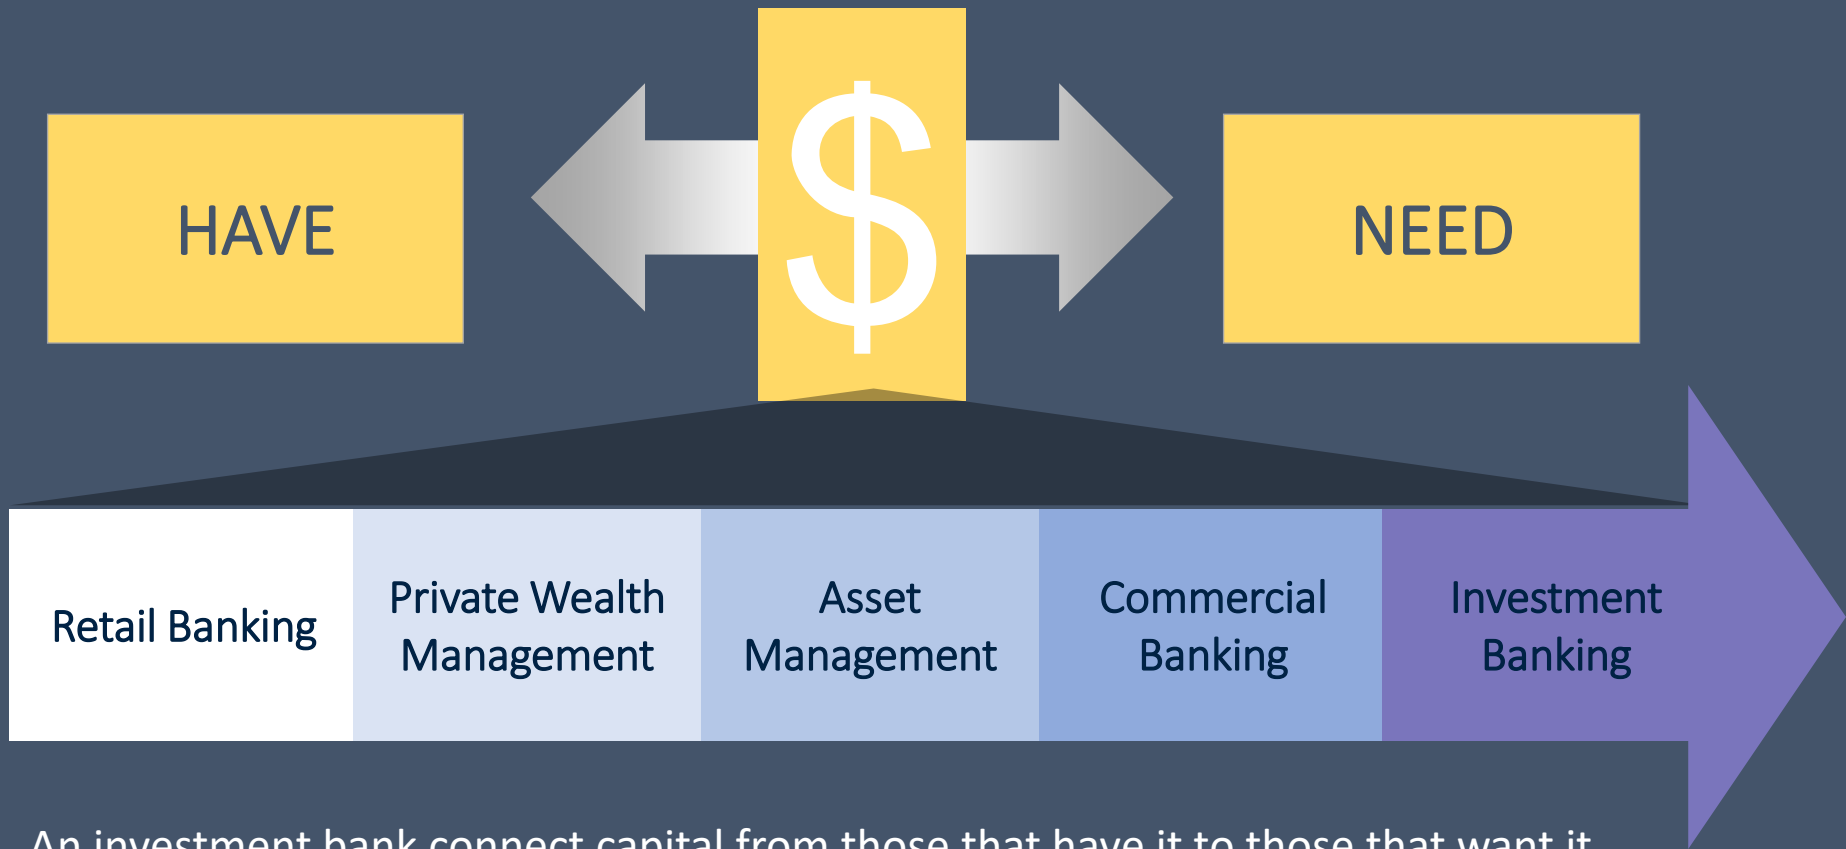 HAVE
$
NEED
Retail Banking
Private Wealth
Management
Asset
Management
Commercial
Banking
Investment
Banking
An investment bank connect capital from those that have it to those that want it